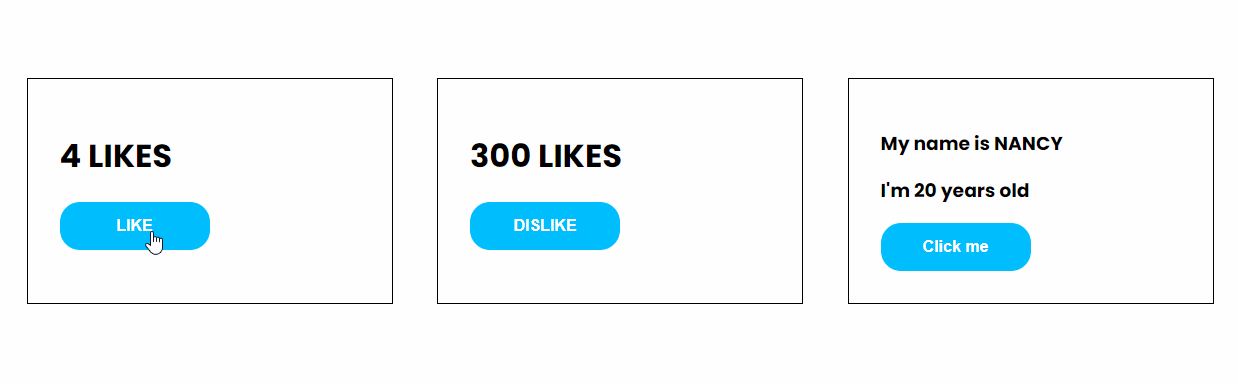 4 LIKES
LIKE
300 LIKES
DISLIKE
My name is NANCY
I'm 20 years old
Click me